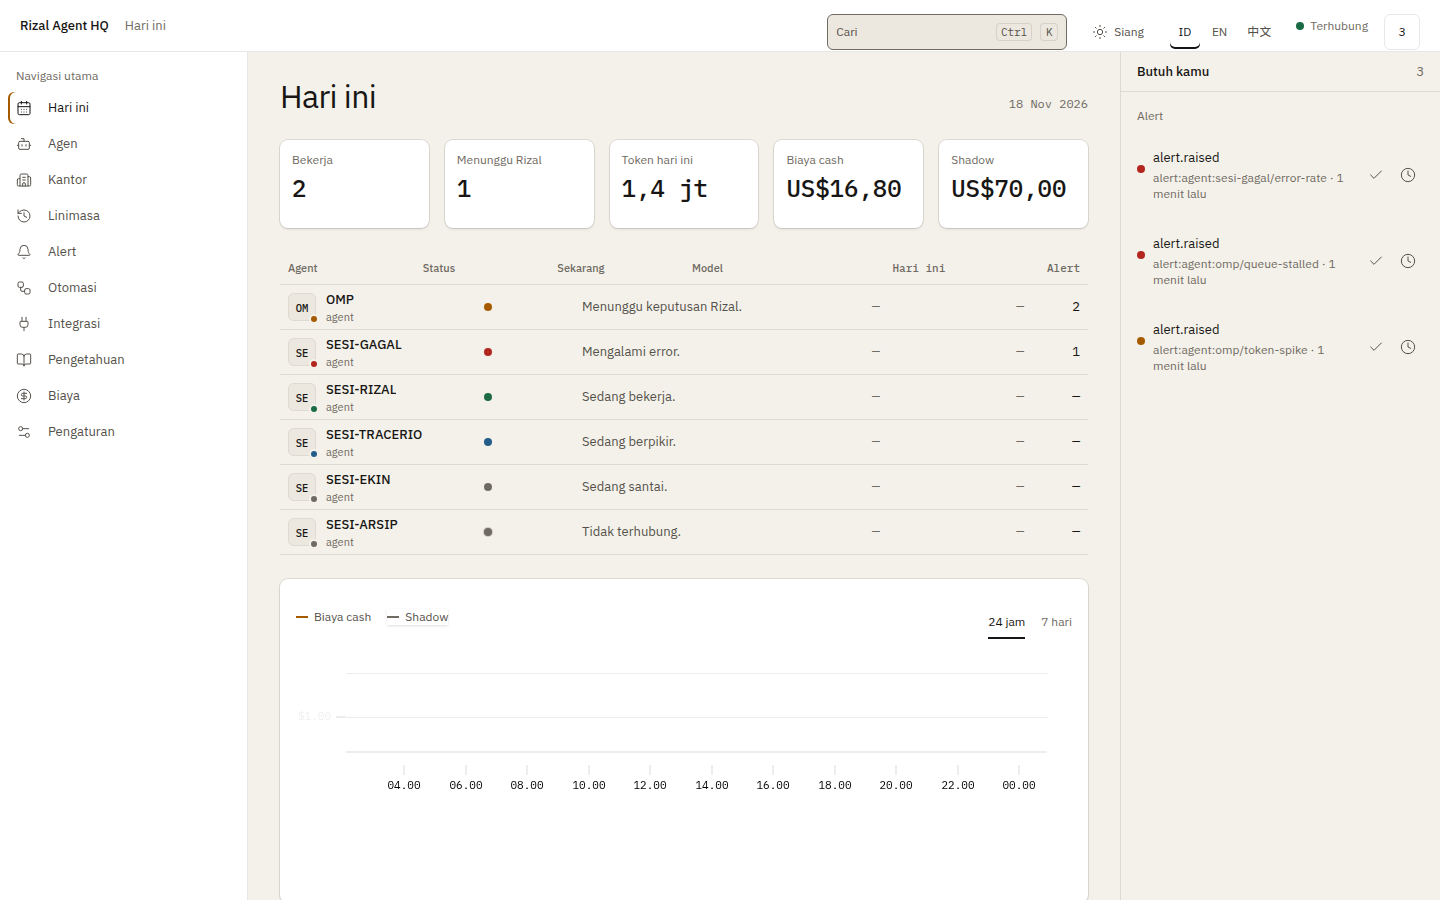 Rizal Agent HQ Hari ini
Cari Ctrl K
Siang
ID EN 中文
Terhubung
3
Navigasi utama
Hari ini
Agen
Kantor
Linimasa
Alert
Otomasi
Integrasi
Pengetahuan
Biaya
Pengaturan
Hari ini
18 Nov 2026
Bekerja
2
Menunggu Rizal
1
Token hari ini
1,4 jt
Biaya cash
US$16,80
Shadow
US$70,00
Agent Status Sekarang Model Hari ini Alert
OM OMP Menunggu keputusan Rizal. — — 2
agent
SE SESI-GAGAL Mengalami error. — — 1
agent
SE SESI-RIZAL Sedang bekerja. — — —
agent
SE SESI-TRACERIO Sedang berpikir. — — —
agent
SE SESI-EKIN Sedang santai. — — —
agent
SE SESI-ARSIP Tidak terhubung. — — —
agent
Biaya cash Shadow
24 jam 7 hari
$1.00
04.00 06.00 08.00 10.00 12.00 14.00 16.00 18.00 20.00 22.00 00.00
Butuh kamu 3
Alert
alert.raised
alert:agent:sesi-gagal/error-rate · 1
menit lalu
alert.raised
alert:agent:omp/queue-stalled · 1
menit lalu
alert.raised
alert:agent:omp/token-spike · 1
menit lalu